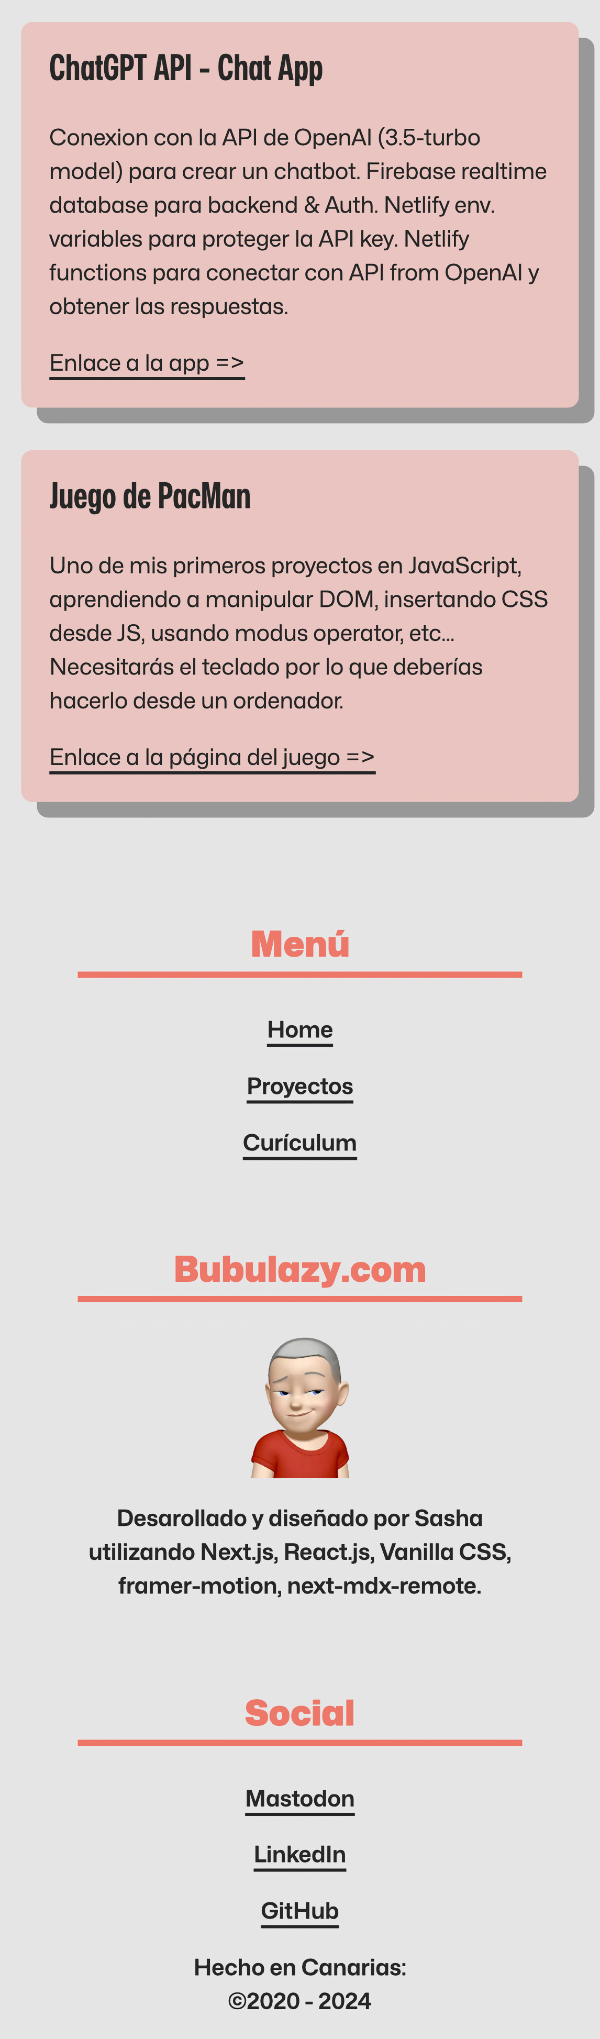 ChatGPT API - Chat App
Conexion con la API de OpenAI (3.5-turbo
model) para crear un chatbot. Firebase realtime
database para backend & Auth. Netlify env.
variables para proteger la API key. Netlify
functions para conectar con API from OpenAI y
obtener las respuestas.
Enlace a la app =>
Juego de PacMan
Uno de mis primeros proyectos en JavaScript,
aprendiendo a manipular DOM, insertando CSS
desde JS, usando modus operator, etc...
Necesitarás el teclado por lo que deberías
hacerlo desde un ordenador.
Enlace a la página del juego =>
Menú
Home
Proyectos
Curículum
Bubulazy.com
Desarollado y diseñado por Sasha
utilizando Next.js, React.js, Vanilla CSS,
framer-motion, next-mdx-remote.
Social
Mastodon
LinkedIn
GitHub
Hecho en Canarias:
©2020 - 2024